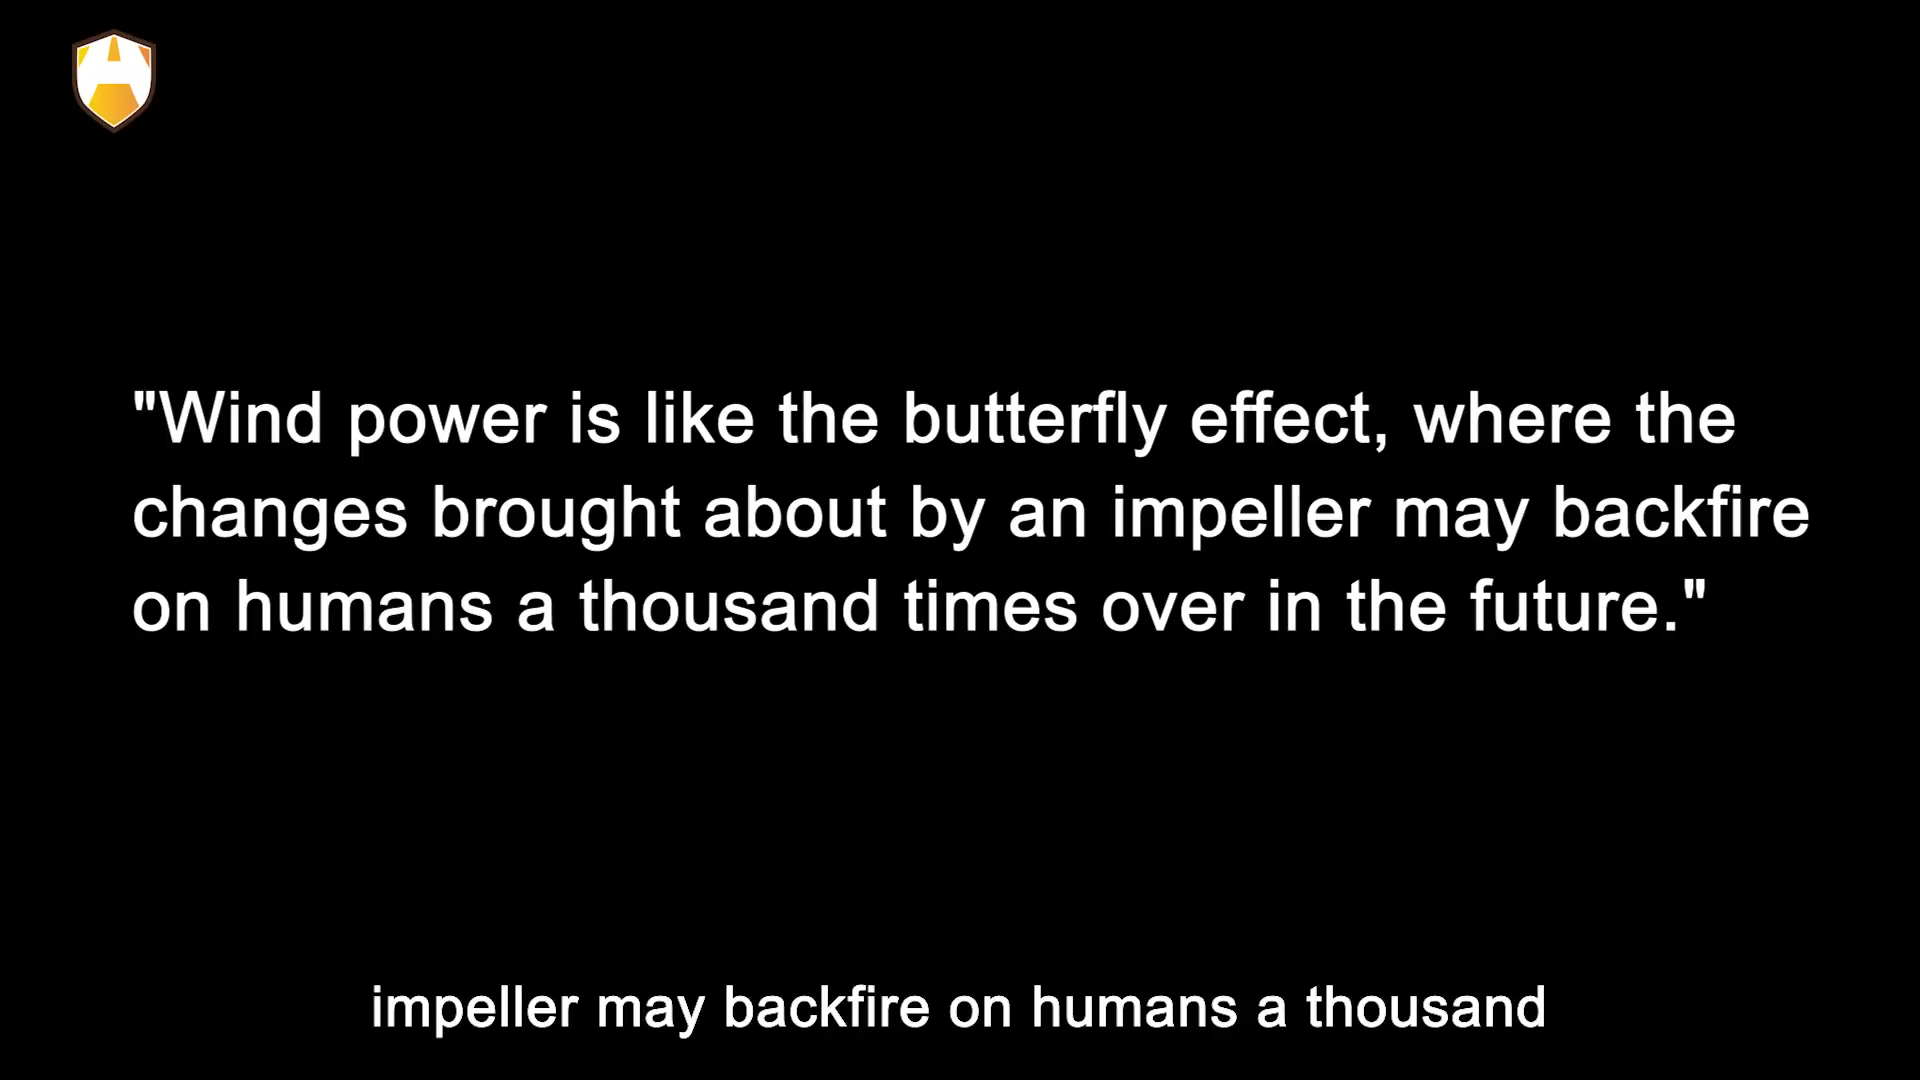 "Wind power is like the butterfly effect, where the
changes brought about by an impeller may backfire
on humans a thousand times over in the future."
impeller may backfire on humans a thousand